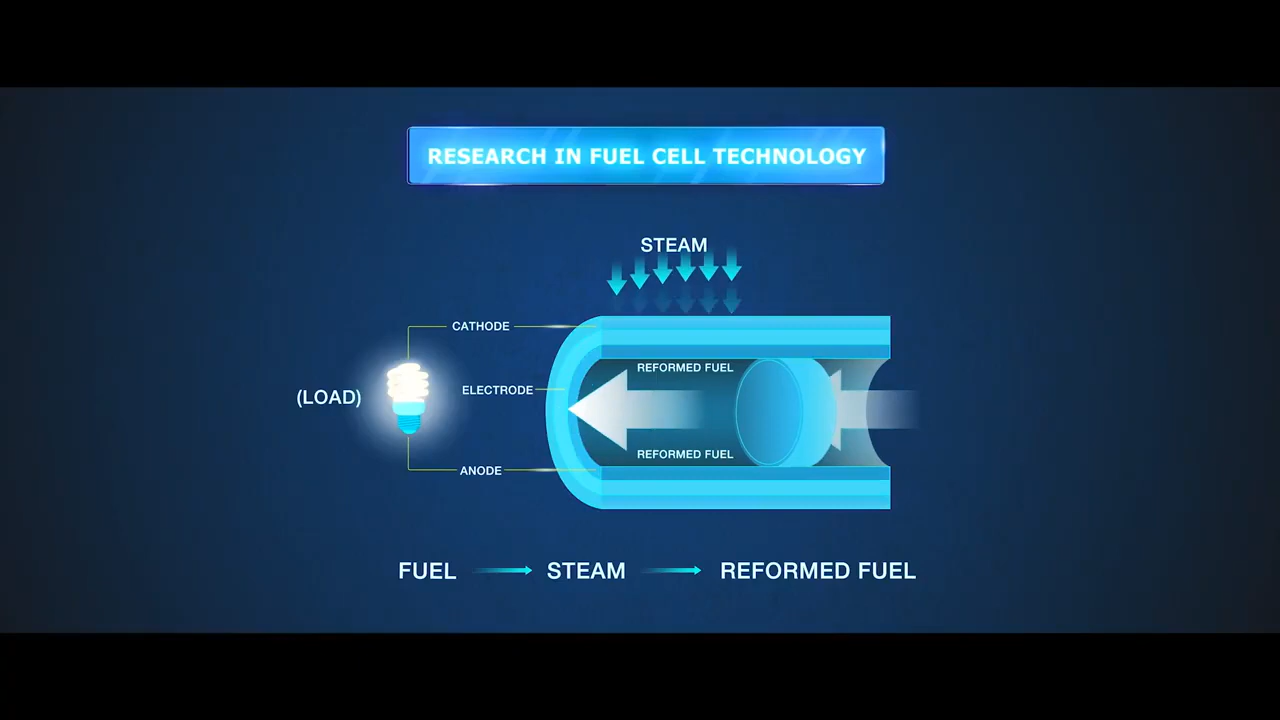 RESEARCH IN FUEL CELL TECHNOLOGY
STEAM
CATHODE
REFORMED FUEL
ELECTRODE
(LOAD)
REFORMED FUEL
ANODE
FUEL STEAM REFORMED FUEL